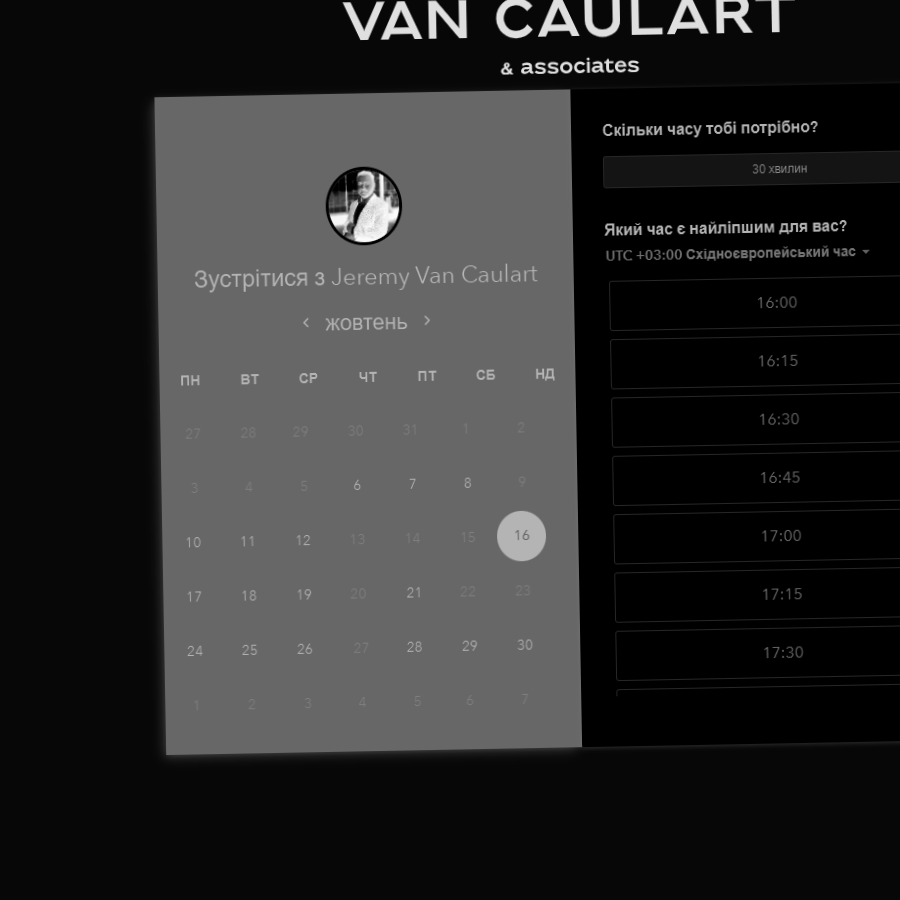 VAN CAULART
& associates
Зустрітися з Jeremy Van Caulart
жовтень
ПН ВТ СР ЧТ ПТ СБ НД
27 28 29 30 31 1 2
3 4 5 6 7 8 9
10 11 12 13 14 15 16
17 18 19 20 21 22 23
24 25 26 27 28 29 30
1 2 3 4 5 6 7
Скільки часу тобі потрібно?
30 хвилин
Який час є найліпшим для вас?
UTC +03:00 Східноєвропейський час
16:00
16:15
16:30
16:45
17:00
17:15
17:30